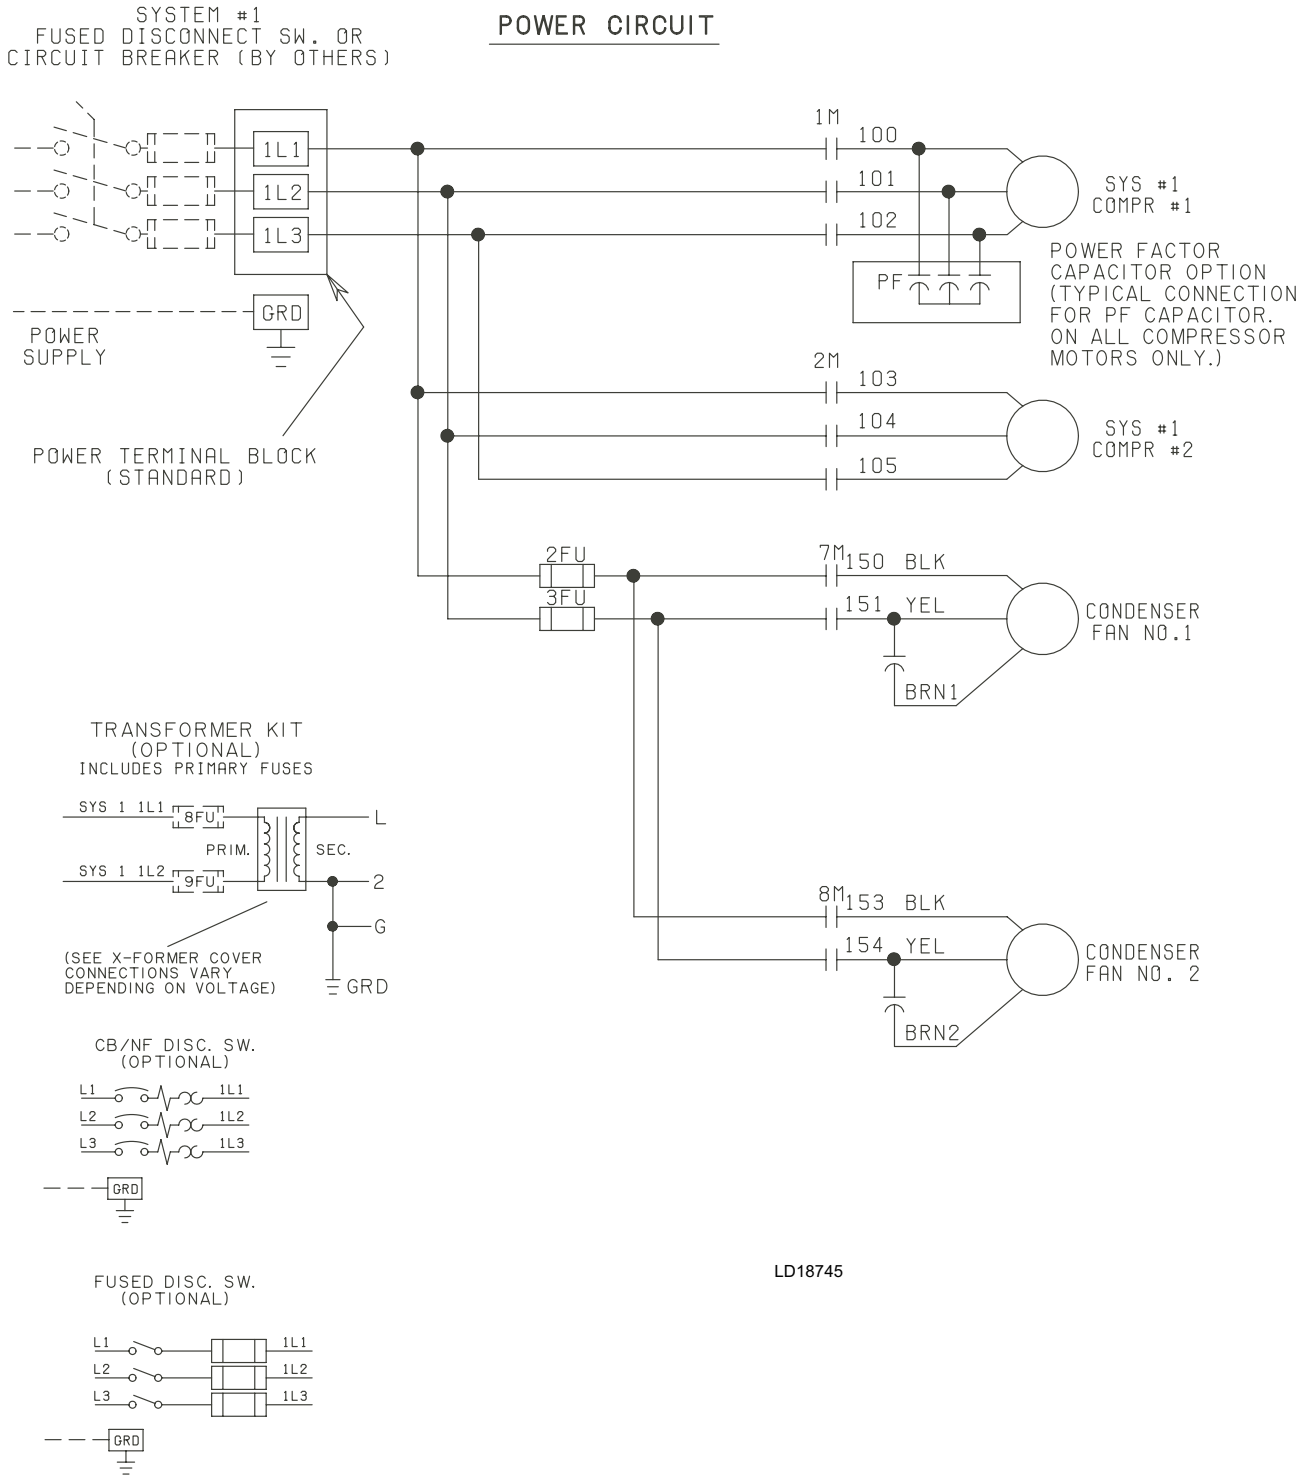 SYSTEM #1
FUSED DISCONNECT SW. OR
CIRCUIT BREAKER (BY OTHERS)
POWER CIRCUIT
1L1
1L2
1L3
GRD
POWER
SUPPLY
POWER TERMINAL BLOCK
(STANDARD)
1M
100
101
102
SYS #1
COMPR #1
PF
POWER FACTOR
CAPACITOR OPTION
(TYPICAL CONNECTION
FOR PF CAPACITOR.
ON ALL COMPRESSOR
MOTORS ONLY.)
2M
103
104
105
SYS #1
COMPR #2
2FU
3FU
7M
150 BLK
151 YEL
BRN1
CONDENSER
FAN NO.1
TRANSFORMER KIT
(OPTIONAL)
INCLUDES PRIMARY FUSES
SYS 1 1L1
8FU
L
PRIM.
SEC.
SYS 1 1L2
9FU
2
G
GRD
(SEE X-FORMER COVER
CONNECTIONS VARY
DEPENDING ON VOLTAGE)
8M
153 BLK
154 YEL
BRN2
CONDENSER
FAN NO. 2
CB/NF DISC. SW.
(OPTIONAL)
L1 1L1
L2 1L2
L3 1L3
GRD
LD18745
FUSED DISC. SW.
(OPTIONAL)
L1 1L1
L2 1L2
L3 1L3
GRD